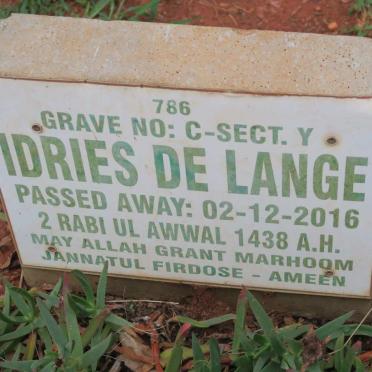 786
GRAVE NO: C-SECT. Y
IDRIES DE LANGE
PASSED AWAY: 02-12-2016
2 RABI UL AWWAL 1438 A.H.
MAY ALLAH GRANT MARHOOM
JANNATUL FIRDOSE - AMEEN